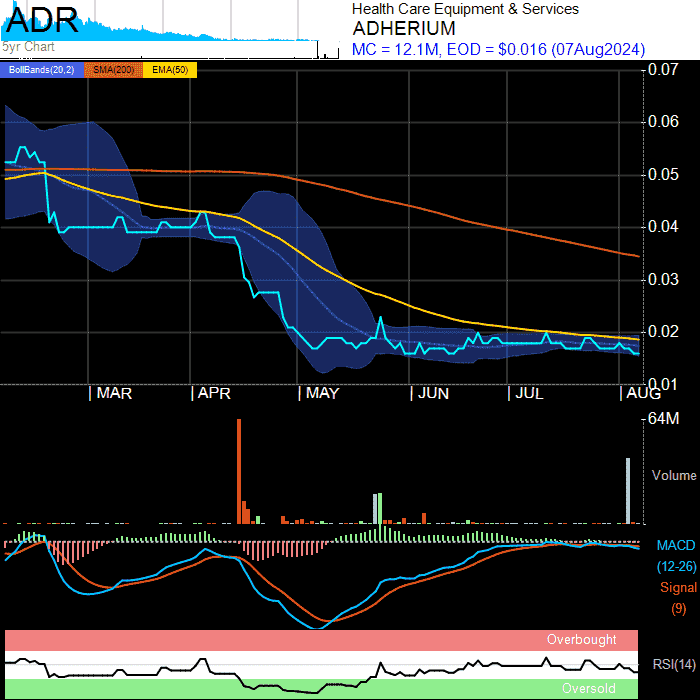 ADR
5yr Chart
Health Care Equipment & Services
ADHERIUM
MC = 12.1M, EOD = $0.016 (07Aug2024)
BollBands(20,2) SMA(200) EMA(50)
0.07
0.06
0.05
0.04
0.03
0.02
0.01
MAR APR MAY JUN JUL AUG
64M
Volume
MACD
(12-26)
Signal
(9)
Overbought
RSI(14)
Oversold